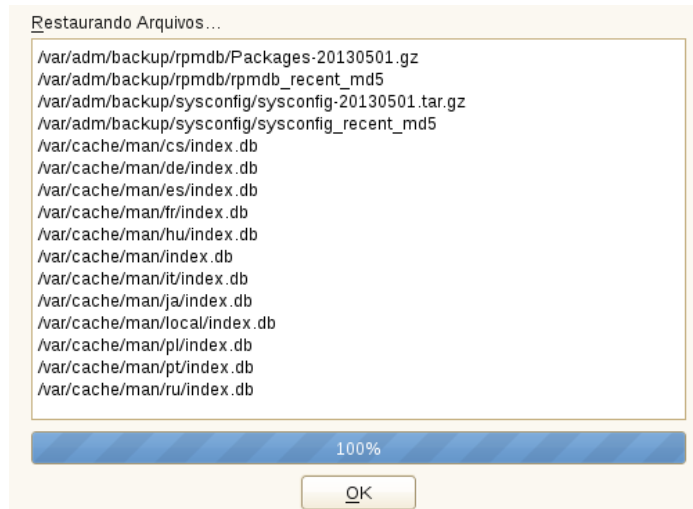 Restaurando Arquivos...
/var/adm/backup/rpmdb/Packages-20130501.gz
/var/adm/backup/rpmdb/rpmdb_recent_md5
/var/adm/backup/sysconfig/sysconfig-20130501.tar.gz
/var/adm/backup/sysconfig/sysconfig_recent_md5
/var/cache/man/cs/index.db
/var/cache/man/de/index.db
/var/cache/man/es/index.db
/var/cache/man/fr/index.db
/var/cache/man/hu/index.db
/var/cache/man/index.db
/var/cache/man/it/index.db
/var/cache/man/ja/index.db
/var/cache/man/local/index.db
/var/cache/man/pl/index.db
/var/cache/man/pt/index.db
/var/cache/man/ru/index.db
100%
OK